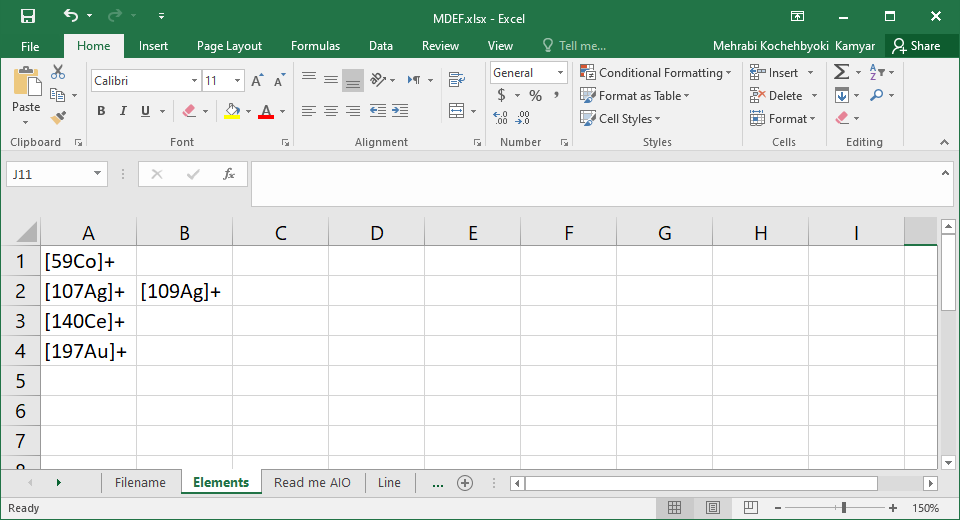 MDEF.xlsx - Excel
File Home Insert Page Layout Formulas Data Review View Tell me... Mehrabi Kochehbyoki Kamyar Share
Paste
Calibri 11
B I U A
General
$ % ,
Conditional Formatting
Format as Table
Cell Styles
Insert
Delete
Format
Clipboard Font Alignment Number Styles Cells Editing
J11 fx
A B C D E F G H I
1 [59Co]+
2 [107Ag]+ [109Ag]+
3 [140Ce]+
4 [197Au]+
5
6
7
Filename Elements Read me AIO Line ...
Ready 150%